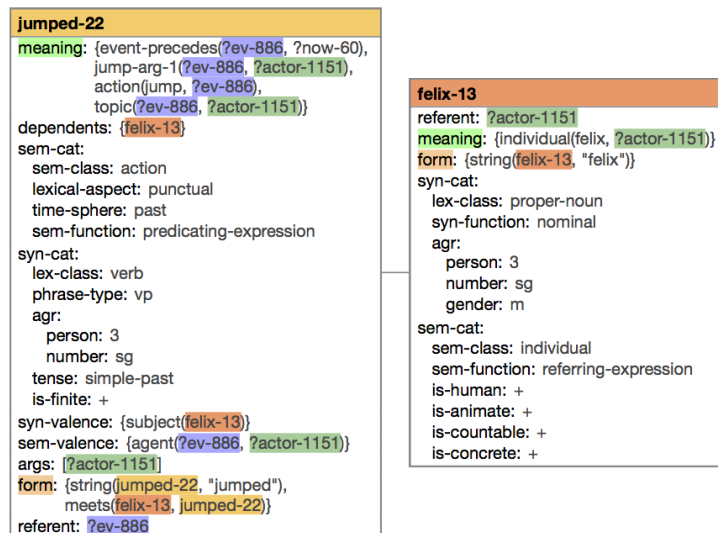 jumped-22
meaning: {event-precedes(?ev-886, ?now-60),
jump-arg-1(?ev-886, ?actor-1151),
action(jump, ?ev-886),
topic(?ev-886, ?actor-1151)}
dependents: {felix-13}
sem-cat:
sem-class: action
lexical-aspect: punctual
time-sphere: past
sem-function: predicating-expression
syn-cat:
lex-class: verb
phrase-type: vp
agr:
person: 3
number: sg
tense: simple-past
is-finite: +
syn-valence: {subject(felix-13)}
sem-valence: {agent(?ev-886, ?actor-1151)}
args: [?actor-1151]
form: {string(jumped-22, "jumped"),
meets(felix-13, jumped-22)}
referent: ?ev-886
felix-13
referent: ?actor-1151
meaning: {individual(felix, ?actor-1151)}
form: {string(felix-13, "felix")}
syn-cat:
lex-class: proper-noun
syn-function: nominal
agr:
person: 3
number: sg
gender: m
sem-cat:
sem-class: individual
sem-function: referring-expression
is-human: +
is-animate: +
is-countable: +
is-concrete: +